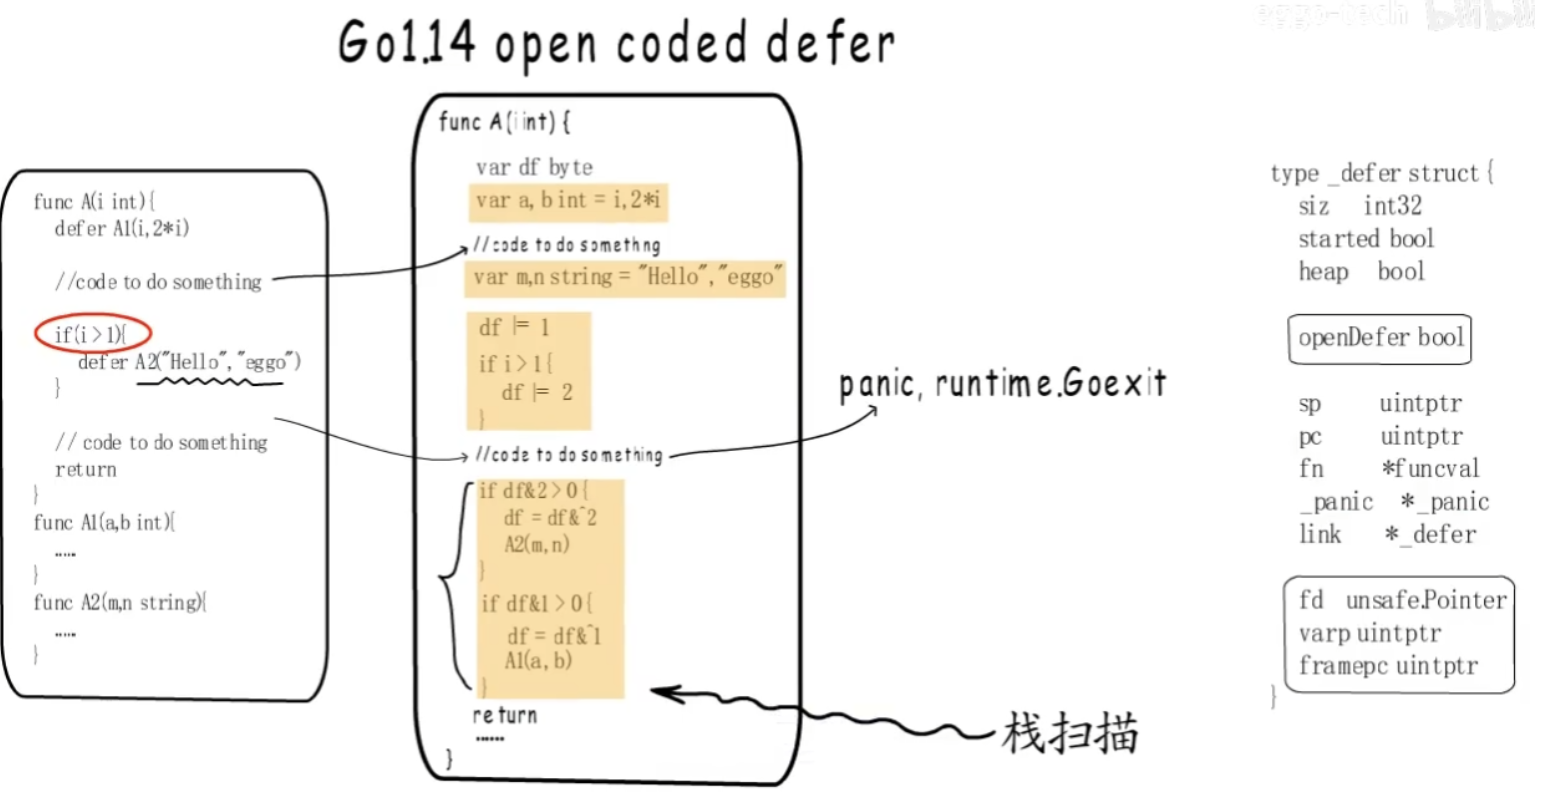 eggo-tech bilibili
Go1.14 open coded defer
func A(i int){
defer A1(i,2*i)
//code to do something
if(i>1){
defer A2("Hello","eggo")
}
// code to do something
return
}
func A1(a,b int){
.....
}
func A2(m,n string){
.....
}
func A(i int) {
var df byte
var a, b int = i,2*i
//code to do somethng
var m,n string = "Hello","eggo"
df |= 1
if i>1{
df |= 2
}
//code to do something
if df&2>0{
df = df&^2
A2(m,n)
}
if df&1>0{
df = df&^1
A1(a,b)
}
return
......
}
panic, runtime.Goexit
栈扫描
type _defer struct {
siz int32
started bool
heap bool
openDefer bool
sp uintptr
pc uintptr
fn *funcval
_panic *_panic
link *_defer
fd unsafe.Pointer
varp uintptr
framepc uintptr
}